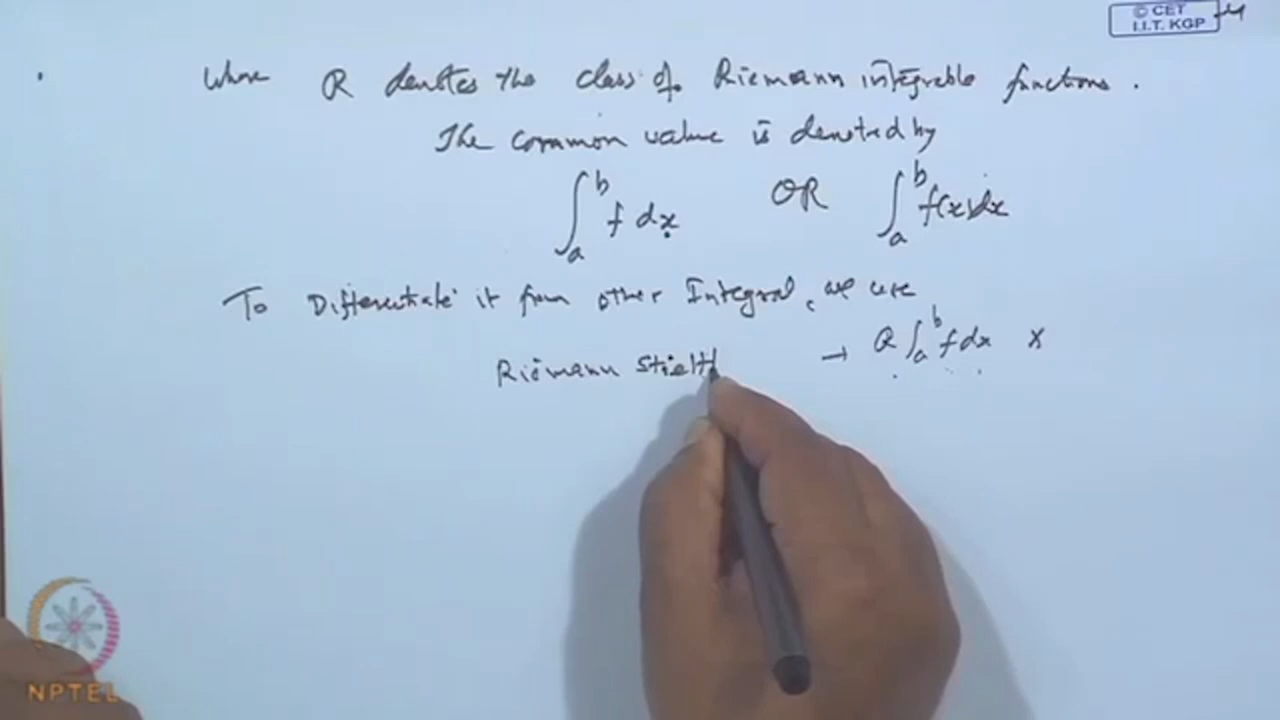 © CET
I.I.T. KGP
Where R denotes the class of Riemann integrable functions.
The common value is denoted by
∫_a^b f dx OR ∫_a^b f(x)dx
To Differentiate it from other Integral, we use
→ R ∫_a^b f dx X
Riemann Stielt
NPTEL